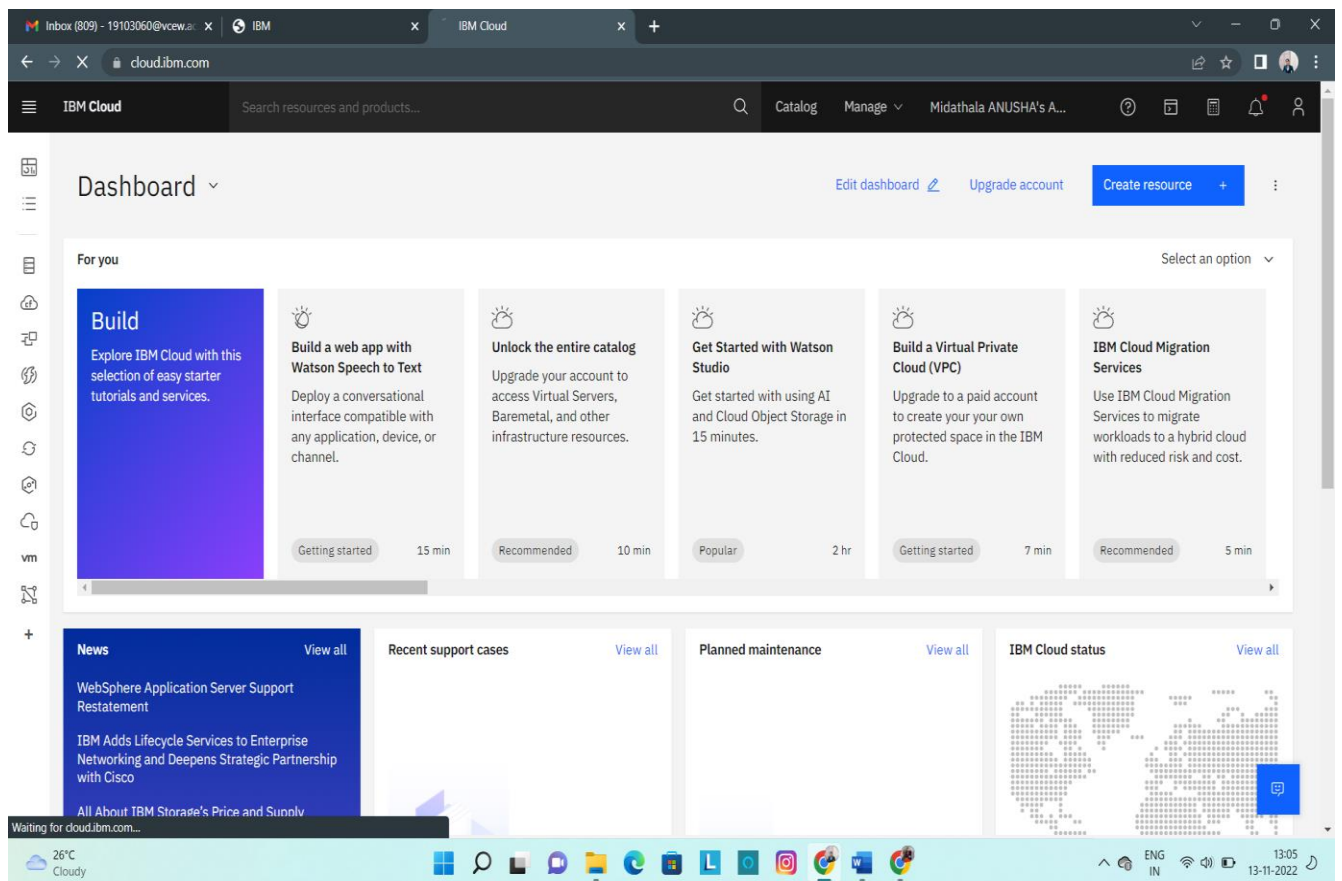 Inbox (809) - 19103060@vcew.ac
IBM
IBM Cloud
cloud.ibm.com
IBM Cloud
Search resources and products...
Catalog
Manage
Midathala ANUSHA's A...
Dashboard
Edit dashboard
Upgrade account
Create resource +
For you
Select an option
Build
Explore IBM Cloud with this
selection of easy starter
tutorials and services.
Build a web app with
Watson Speech to Text
Deploy a conversational
interface compatible with
any application, device, or
channel.
Getting started
15 min
Unlock the entire catalog
Upgrade your account to
access Virtual Servers,
Baremetal, and other
infrastructure resources.
Recommended
10 min
Get Started with Watson
Studio
Get started with using AI
and Cloud Object Storage in
15 minutes.
Popular
2 hr
Build a Virtual Private
Cloud (VPC)
Upgrade to a paid account
to create your your own
protected space in the IBM
Cloud.
Getting started
7 min
IBM Cloud Migration
Services
Use IBM Cloud Migration
Services to migrate
workloads to a hybrid cloud
with reduced risk and cost.
Recommended
5 min
vm
News
View all
WebSphere Application Server Support
Restatement
IBM Adds Lifecycle Services to Enterprise
Networking and Deepens Strategic Partnership
with Cisco
All About IBM Storage's Price and Supply
Recent support cases
View all
Planned maintenance
View all
IBM Cloud status
View all
Waiting for cloud.ibm.com...
26°C
Cloudy
ENG
IN
13:05
13-11-2022